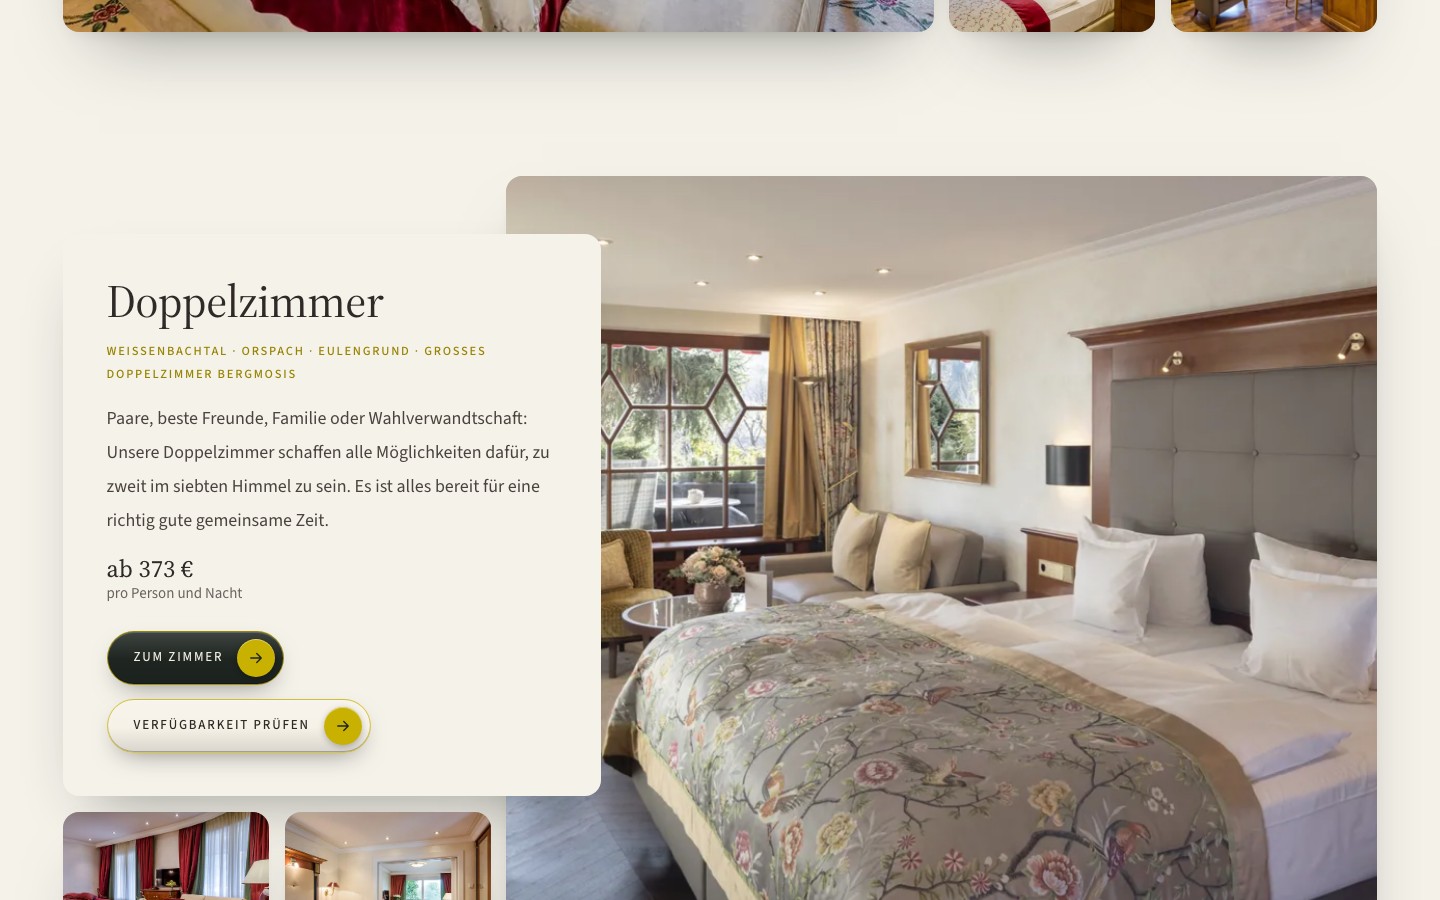 Doppelzimmer
WEISSENBACHTAL · ORSPACH · EULENGRUND · GROSSES
DOPPELZIMMER BERGMOSIS
Paare, beste Freunde, Familie oder Wahlverwandtschaft:
Unsere Doppelzimmer schaffen alle Möglichkeiten dafür, zu
zweit im siebten Himmel zu sein. Es ist alles bereit für eine
richtig gute gemeinsame Zeit.
ab 373 €
pro Person und Nacht
ZUM ZIMMER
VERFÜGBARKEIT PRÜFEN